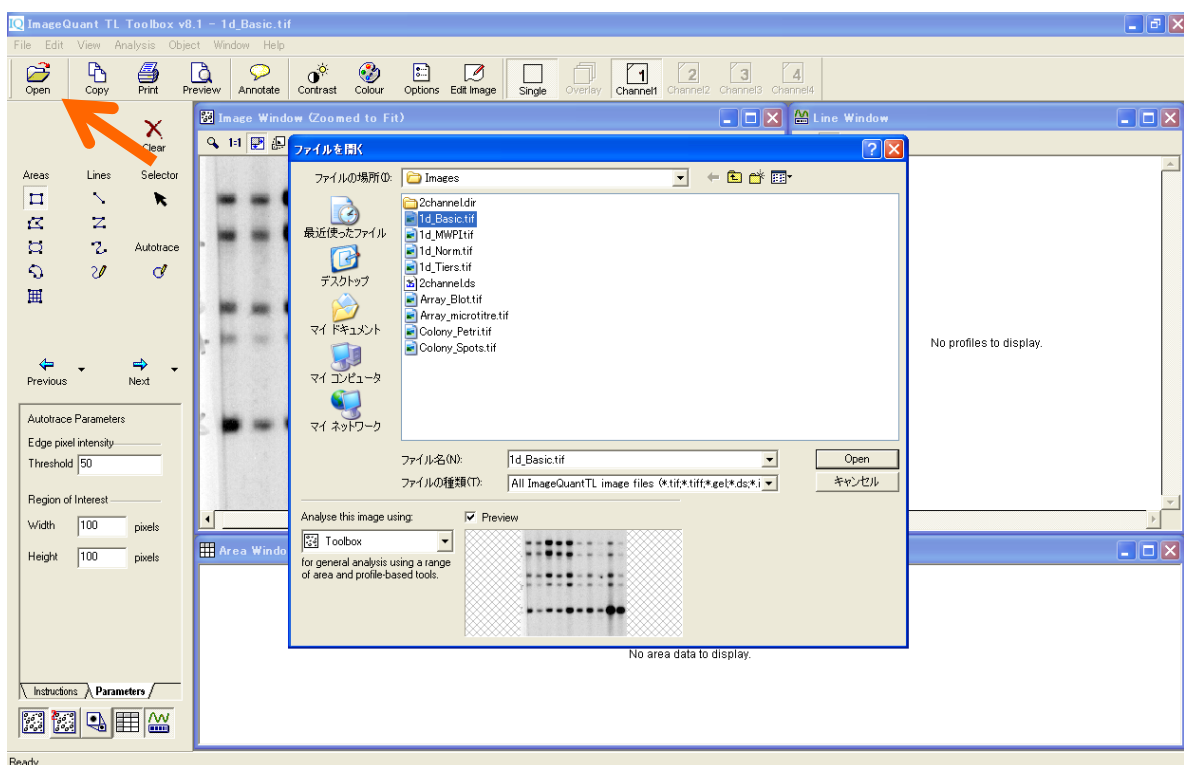 ImageQuant TL Toolbox v8.1 - 1d_Basic.tif
File Edit View Analysis Object Window Help
Open Copy Print Preview Annotate Contrast Colour Options Edit Image Single Overlay Channel1 Channel2 Channel3 Channel4
1 2 3 4
Image Window (Zoomed to Fit)
Line Window
Clear
1:1
Areas Lines Selector
Autotrace
Previous Next
Autotrace Parameters
Edge pixel intensity
Threshold 50
Region of Interest
Width 100 pixels
Height 100 pixels
Instructions Parameters
Ready
ファイルを開く
ファイルの場所(I): Images
最近使ったファイル
デスクトップ
マイ ドキュメント
マイ コンピュータ
マイ ネットワーク
2channel.dir
1d_Basic.tif
1d_MWPI.tif
1d_Norm.tif
1d_Tiers.tif
2channel.ds
Array_Blot.tif
Array_microtitre.tif
Colony_Petri.tif
Colony_Spots.tif
ファイル名(N): 1d_Basic.tif Open
ファイルの種類(T): All ImageQuantTL image files (*.tif;*.tiff;*.gel;*.ds;*.i キャンセル
Analyse this image using: Preview
Toolbox
for general analysis using a range
of area and profile-based tools.
No profiles to display.
Area Windo
No area data to display.